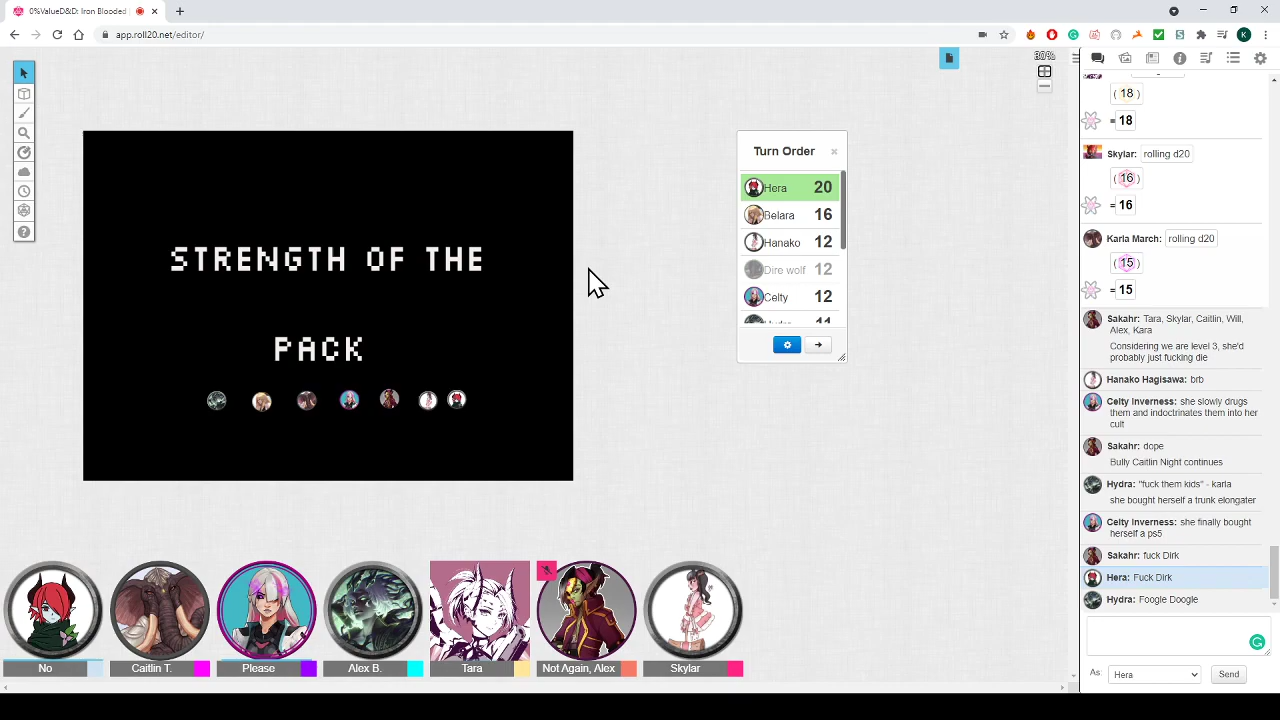 0%ValueD&D: Iron Blooded
app.roll20.net/editor/
K
80%
STRENGTH OF THE
PACK
Turn Order
Hera 20
Belara 16
Hanako 12
Dire wolf 12
Celty 12
No
Caitlin T.
Please
Alex B.
Tara
Not Again, Alex
Skylar
(18)
=18
Skylar: rolling d20
(16)
=16
Karla March: rolling d20
(15)
=15
Sakahr: Tara, Skylar, Caitlin, Will,
Alex, Kara
Considering we are level 3, she'd
probably just fucking die
Hanako Hagisawa: brb
Celty Inverness: she slowly drugs
them and indoctrinates them into her
cult
Sakahr: dope
Bully Caitlin Night continues
Hydra: "fuck them kids" - karla
she bought herself a trunk elongater
Celty Inverness: she finally bought
herself a ps5
Sakahr: fuck Dirk
Hera: Fuck Dirk
Hydra: Foogle Doogle
As: Hera
Send